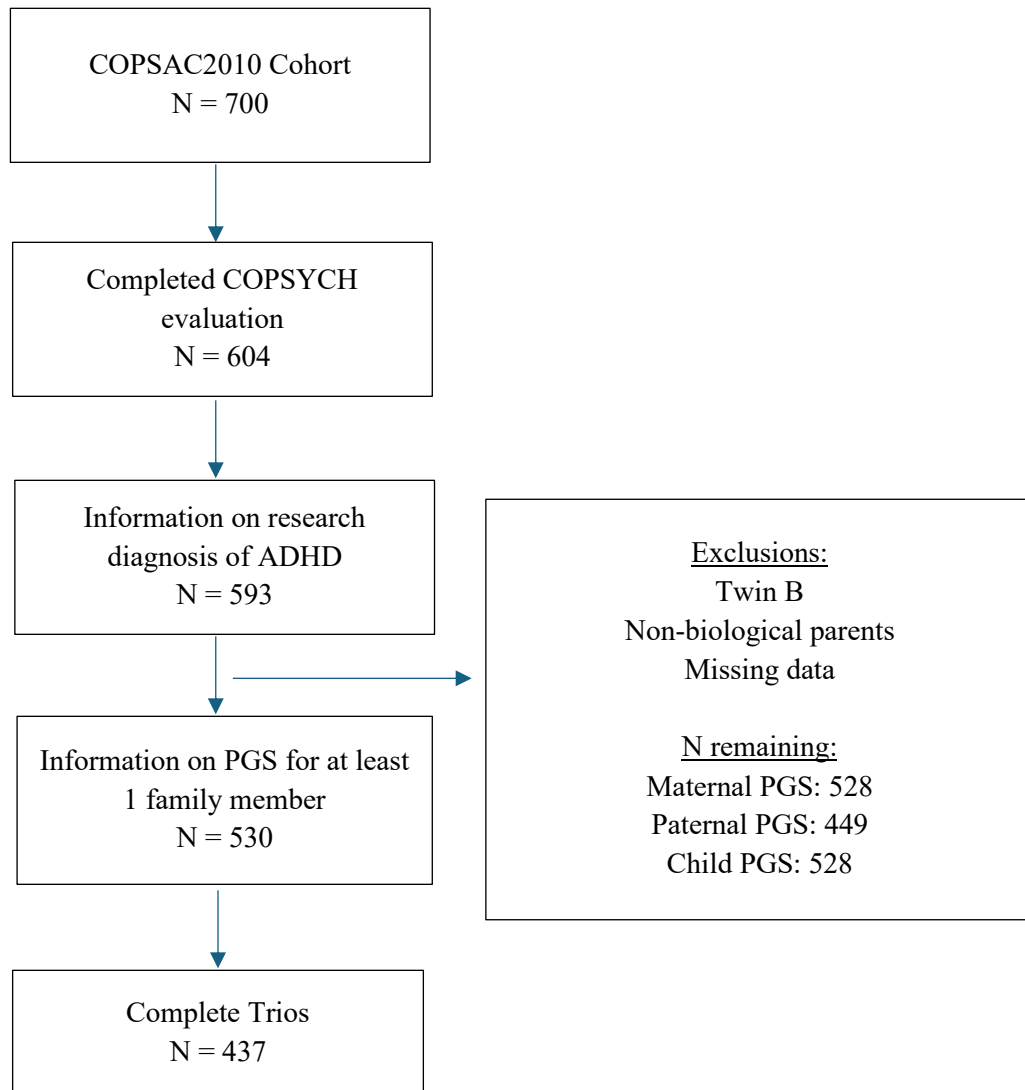 COPSAC2010 Cohort
N = 700
Completed COPSYCH
evaluation
N = 604
Information on research
diagnosis of ADHD
N = 593
Exclusions:
Twin B
Non-biological parents
Missing data
N remaining:
Maternal PGS: 528
Paternal PGS: 449
Child PGS: 528
Information on PGS for at least
1 family member
N = 530
Complete Trios
N = 437